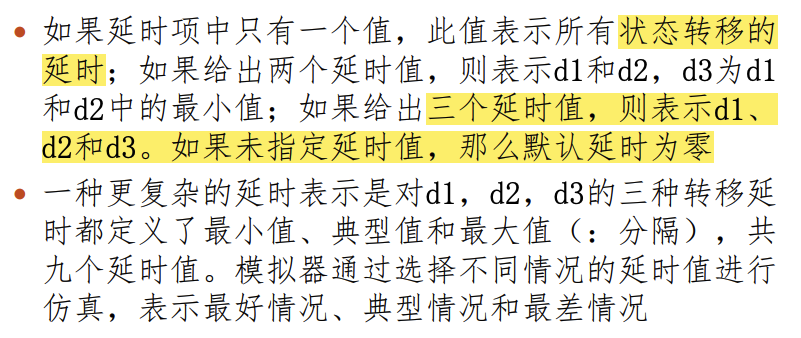 • 如果延时项中只有一个值，此值表示所有状态转移的
延时；如果给出两个延时值，则表示d1和d2，d3为d1
和d2中的最小值；如果给出三个延时值，则表示d1、
d2和d3。如果未指定延时值，那么默认延时为零
• 一种更复杂的延时表示是对d1，d2，d3的三种转移延
时都定义了最小值、典型值和最大值（：分隔），共
九个延时值。模拟器通过选择不同情况的延时值进行
仿真，表示最好情况、典型情况和最差情况